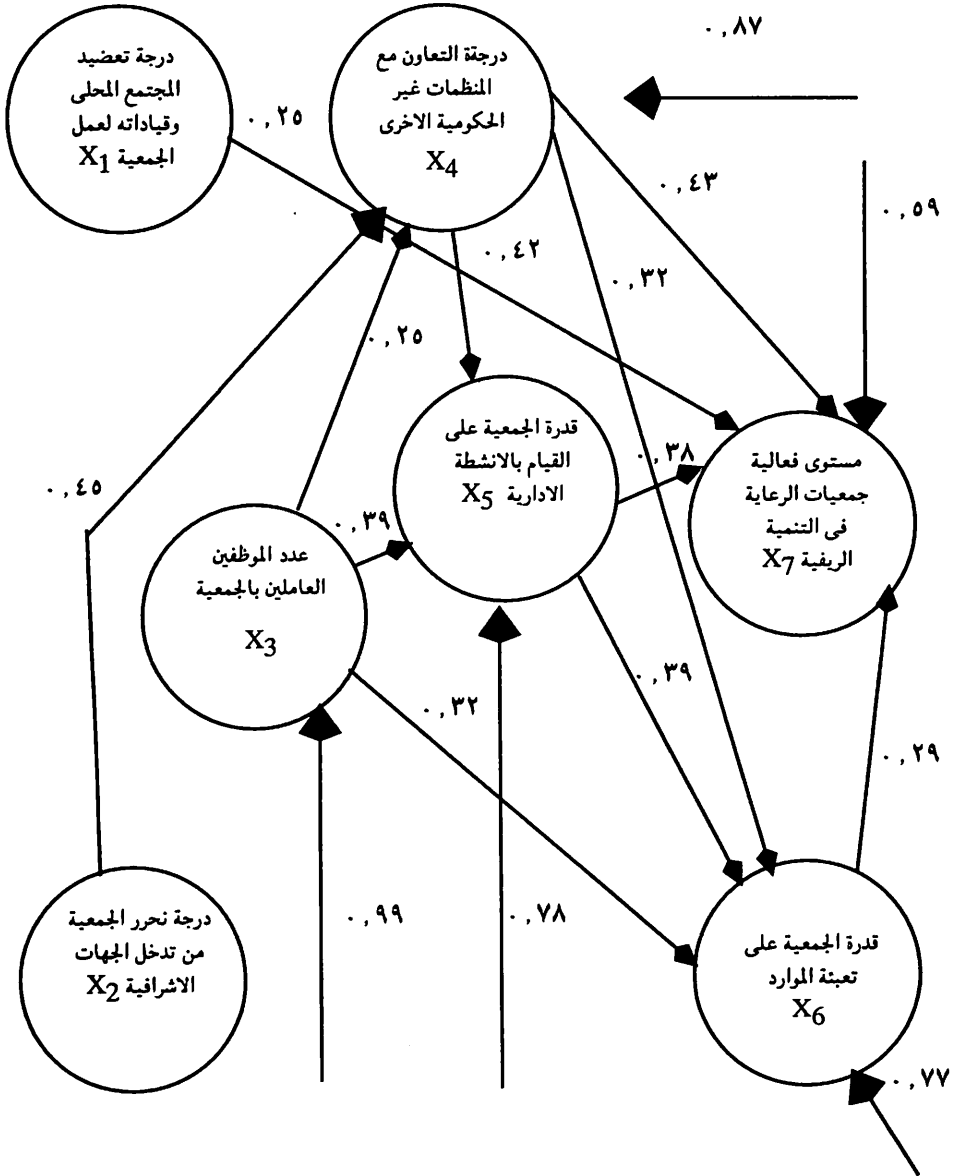 درجة تعضيد
المجتمع المحلى
وقياداته لعمل
الجمعية X1
٠,٢٥
درجتة التعاون مع
المنظمات غير
الحكومية الاخرى
X4
٠,٨٧
٠,٤٣
٠,٥٩
٠,٤٢
٠,٣٢
٠,٢٥
قدرة الجمعية على
القيام بالانشطة
الادارية X5
٠,٣٨
مستوى فعالية
جمعيات الرعاية
فى التنمية
الريفية X7
٠,٤٥
٠,٣٩
عدد الموظفين
العاملين بالجمعية
X3
٠,٣٢
٠,٣٩
٠,٢٩
درجة نحرر الجمعية
من تدخل الجهات
الاشرافية X2
٠,٩٩
٠,٧٨
قدرة الجمعية على
تعبئة الموارد
X6
٠,٧٧